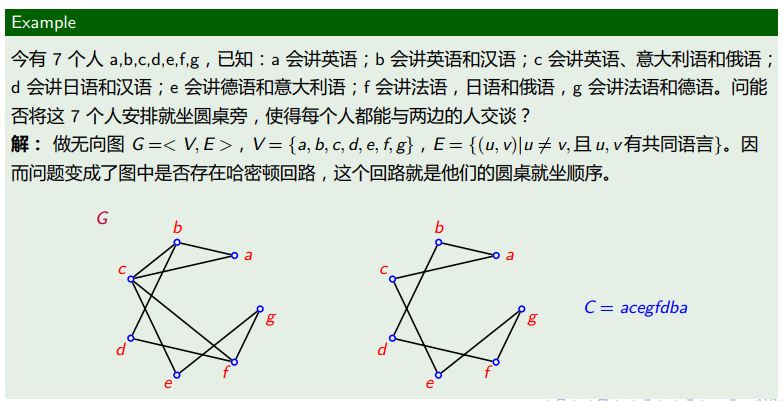 Example
今有 7 个人 a,b,c,d,e,f,g，已知：a 会讲英语；b 会讲英语和汉语；c 会讲英语、意大利语和俄语；
d 会讲日语和汉语；e 会讲德语和意大利语；f 会讲法语，日语和俄语，g 会讲法语和德语。问能
否将这 7 个人安排就坐圆桌旁，使得每个人都能与两边的人交谈？
解： 做无向图 G =< V, E >，V = {a, b, c, d, e, f, g}，E = {(u, v)|u ≠ v,且 u, v有共同语言}。因
而问题变成了图中是否存在哈密顿回路，这个回路就是他们的圆桌就坐顺序。
G
b
a
c
g
d
f
e
b
a
c
g
d
f
e
C = acegfdba